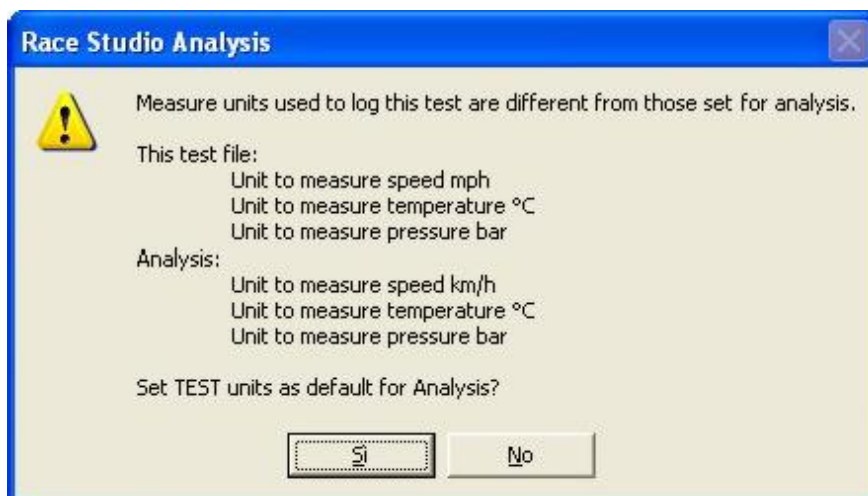 Race Studio Analysis
Measure units used to log this test are different from those set for analysis.
This test file:
Unit to measure speed mph
Unit to measure temperature °C
Unit to measure pressure bar
Analysis:
Unit to measure speed km/h
Unit to measure temperature °C
Unit to measure pressure bar
Set TEST units as default for Analysis?
Sì No